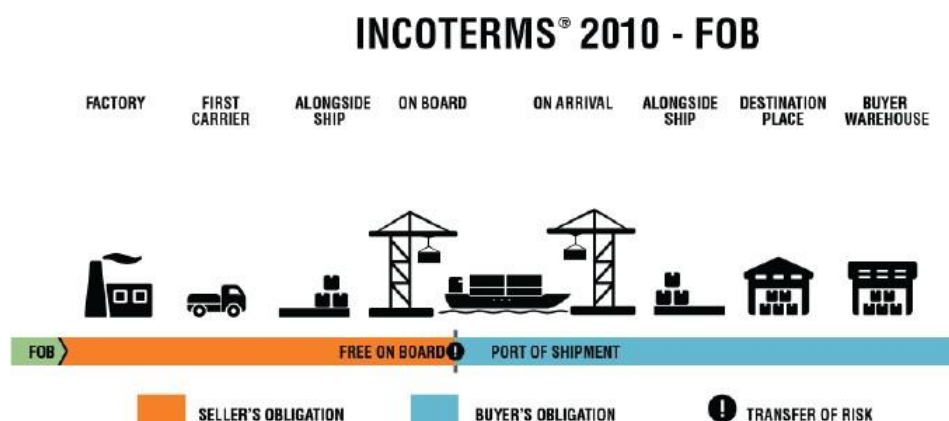 INCOTERMS® 2010 - FOB
FACTORY
FIRST
CARRIER
ALONGSIDE
SHIP
ON BOARD
ON ARRIVAL
ALONGSIDE
SHIP
DESTINATION
PLACE
BUYER
WAREHOUSE
FOB
FREE ON BOARD
PORT OF SHIPMENT
SELLER'S OBLIGATION
BUYER'S OBLIGATION
TRANSFER OF RISK